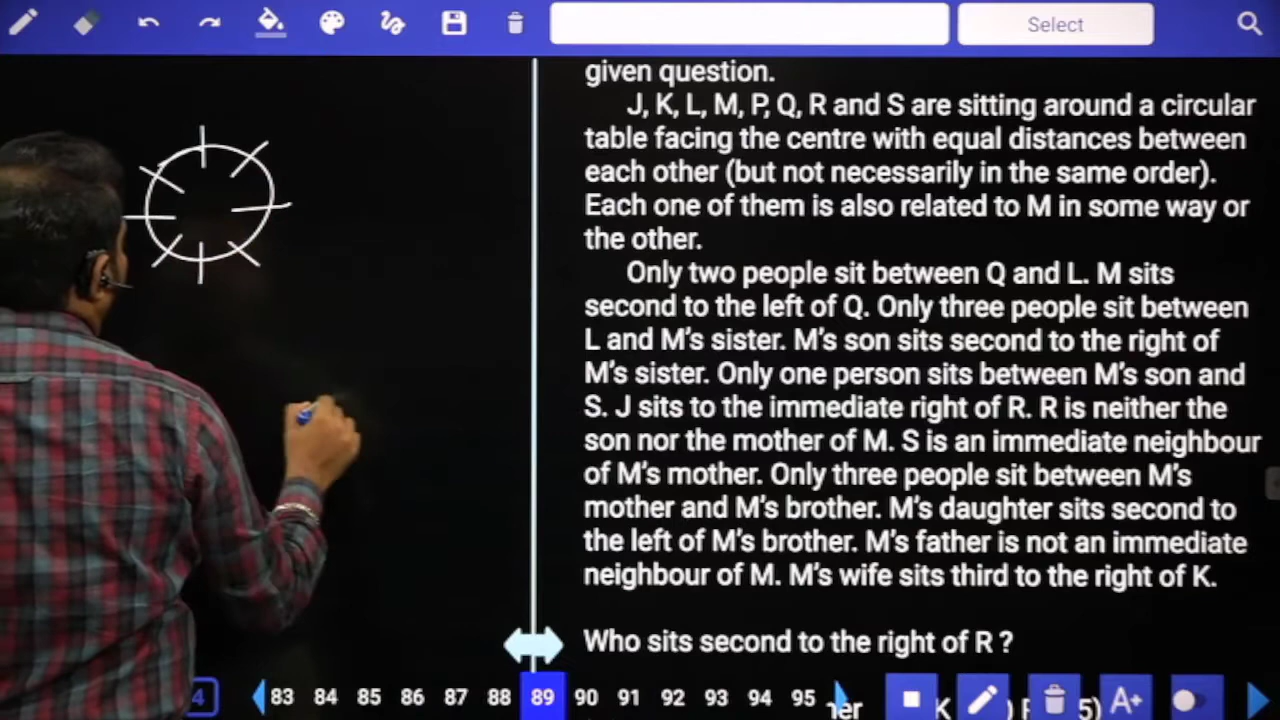 Select
given question.
J, K, L, M, P, Q, R and S are sitting around a circular
table facing the centre with equal distances between
each other (but not necessarily in the same order).
Each one of them is also related to M in some way or
the other.
Only two people sit between Q and L. M sits
second to the left of Q. Only three people sit between
L and M's sister. M's son sits second to the right of
M's sister. Only one person sits between M's son and
S. J sits to the immediate right of R. R is neither the
son nor the mother of M. S is an immediate neighbour
of M's mother. Only three people sit between M's
mother and M's brother. M's daughter sits second to
the left of M's brother. M's father is not an immediate
neighbour of M. M's wife sits third to the right of K.
Who sits second to the right of R ?
4 83 84 85 86 87 88 89 90 91 92 93 94 95
K 5) A+